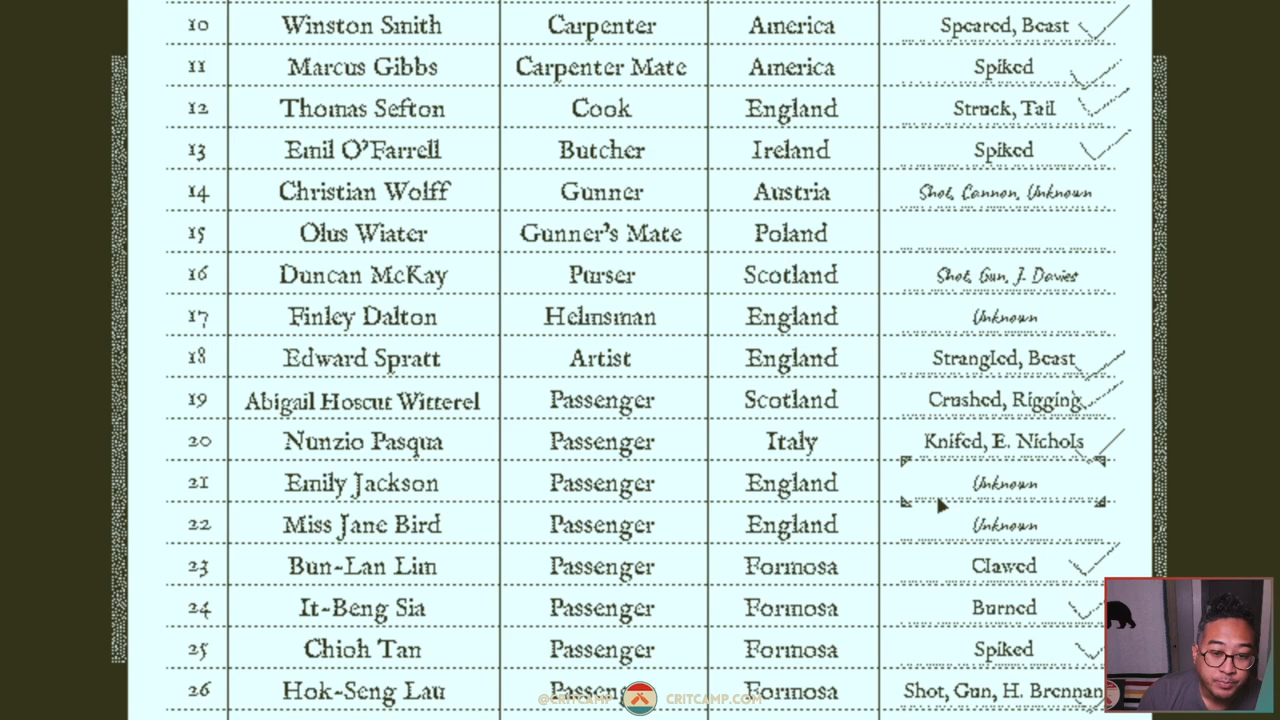 10 Winston Smith Carpenter America Speared, Beast
11 Marcus Gibbs Carpenter Mate America Spiked
12 Thomas Sefton Cook England Struck, Tail
13 Emil O'Farrell Butcher Ireland Spiked
14 Christian Wolff Gunner Austria Shot, Cannon, Unknown
15 Olus Wiater Gunner's Mate Poland
16 Duncan McKay Purser Scotland Shot, Gun, J. Davies
17 Finley Dalton Helmsman England Unknown
18 Edward Spratt Artist England Strangled, Beast
19 Abigail Hoscut Witterel Passenger Scotland Crushed, Rigging
20 Nunzio Pasqua Passenger Italy Knifed, E. Nichols
21 Emily Jackson Passenger England Unknown
22 Miss Jane Bird Passenger England Unknown
23 Bun-Lan Lim Passenger Formosa Clawed
24 It-Beng Sia Passenger Formosa Burned
25 Chioh Tan Passenger Formosa Spiked
26 Hok-Seng Lau Passenger Formosa Shot, Gun, H. Brennan
@CRITCAMP CRITCAMP.COM